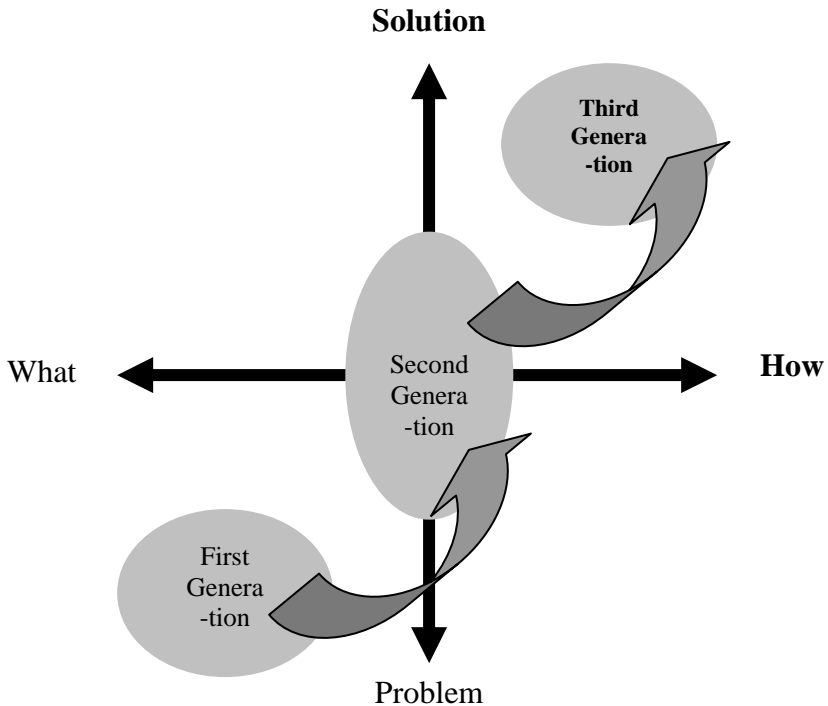 Solution
Third
Genera
-tion
What
How
Second
Genera
-tion
First
Genera
-tion
Problem